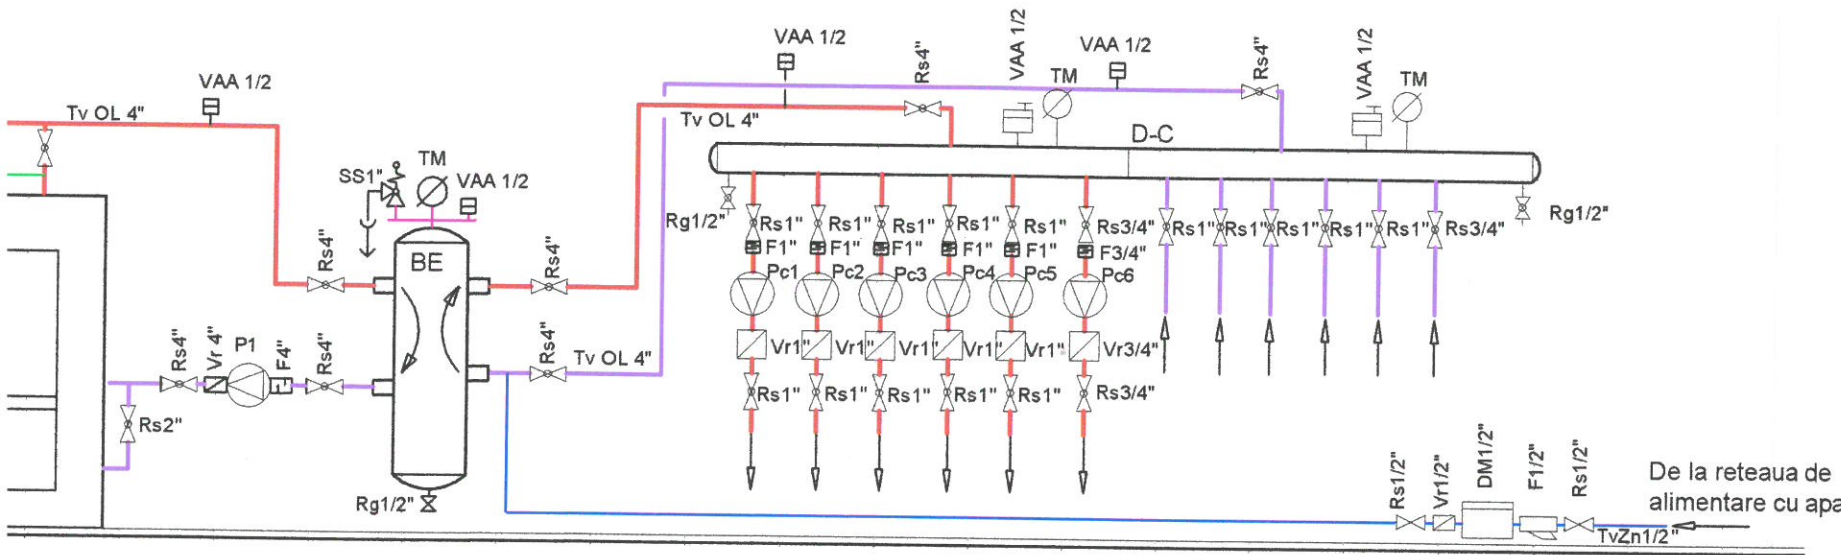 VAA 1/2
VAA 1/2
Rs4"
VAA 1/2
TM
VAA 1/2
Rs4"
VAA 1/2
TM
Tv OL 4"
Tv OL 4"
D-C
SS1"
TM
VAA 1/2
Rg1/2"
Rg1/2"
Rs1" Rs1" Rs1" Rs1" Rs1" Rs3/4"
Rs1" Rs1" Rs1" Rs1" Rs1" Rs3/4"
F1" F1" F1" F1" F1" F3/4"
Rs4"
BE
Rs4"
Pc1 Pc2 Pc3 Pc4 Pc5 Pc6
Rs4"
Vr 4"
P1
F4"
Rs4"
Rs4"
Tv OL 4"
Vr1" Vr1" Vr1" Vr1" Vr1" Vr3/4"
Rs1" Rs1" Rs1" Rs1" Rs1" Rs3/4"
Rs2"
Rg1/2"
Rs1/2"
Vr1/2"
DM1/2"
F1/2"
Rs1/2"
De la reteaua de
alimentare cu apa
TvZn1/2"